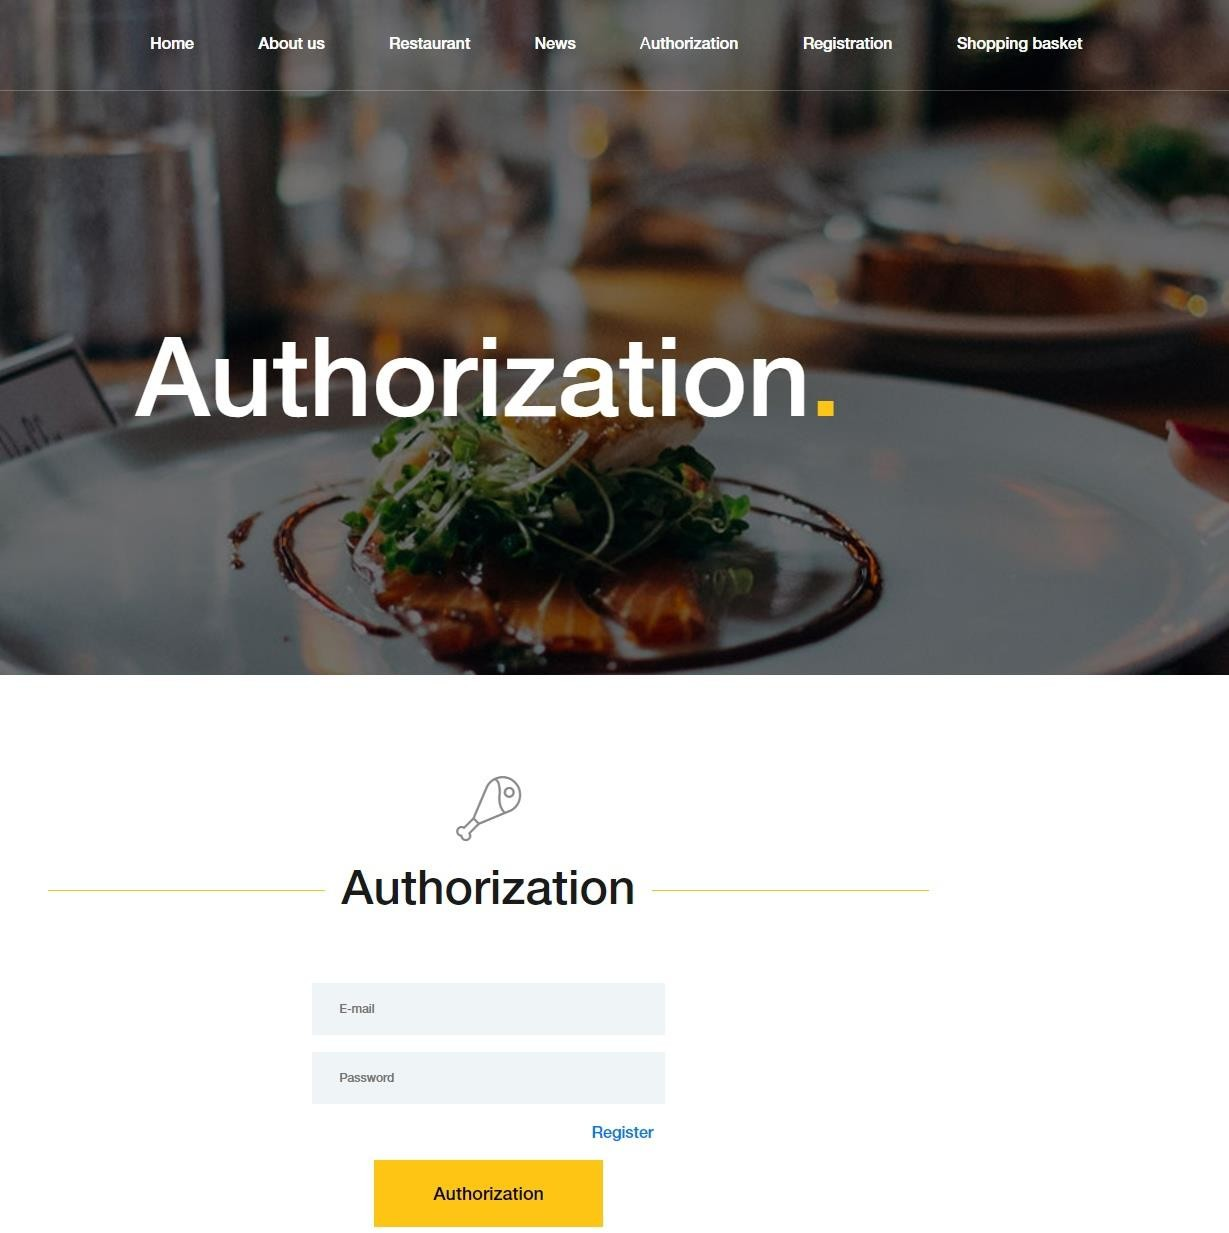 Home About us Restaurant News Authorization Registration Shopping basket
Authorization.
Authorization
E-mail
Password
Register
Authorization